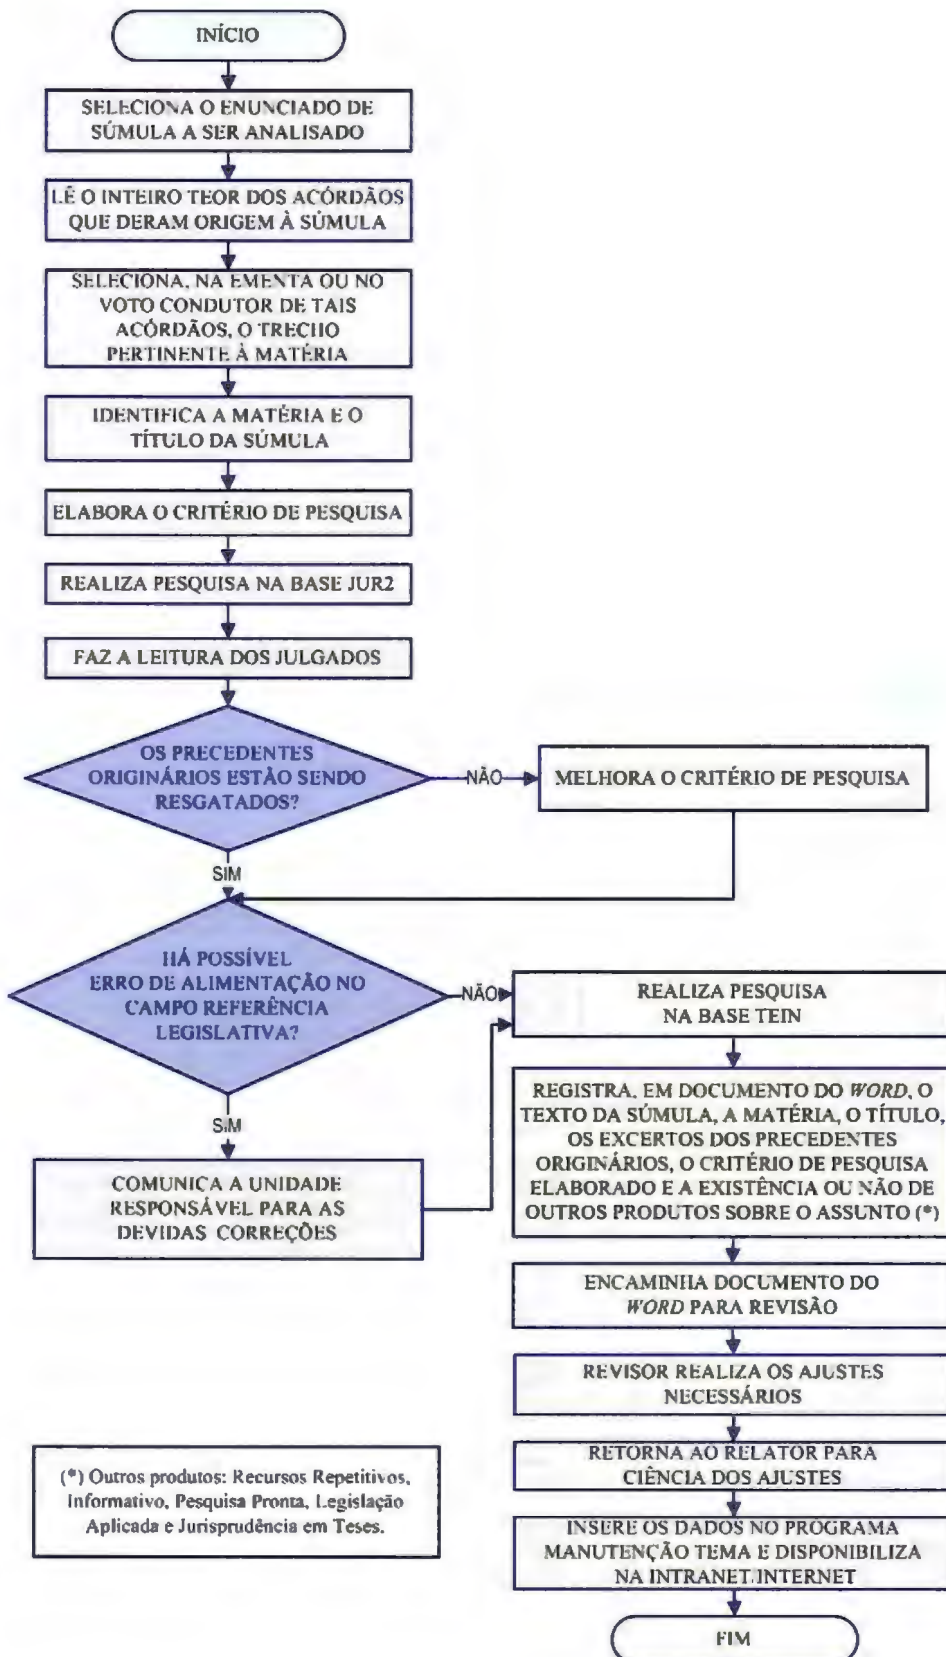 INÍCIO
SELECIONA O ENUNCIADO DE
SÚMULA A SER ANALISADO
LÊ O INTEIRO TEOR DOS ACÓRDÃOS
QUE DERAM ORIGEM À SÚMULA
SELECIONA, NA EMENTA OU NO
VOTO CONDUTOR DE TAIS
ACÓRDÃOS, O TRECHO
PERTINENTE À MATÉRIA
IDENTIFICA A MATÉRIA E O
TÍTULO DA SÚMULA
ELABORA O CRITÉRIO DE PESQUISA
REALIZA PESQUISA NA BASE JUR2
FAZ A LEITURA DOS JULGADOS
OS PRECEDENTES
ORIGINÁRIOS ESTÃO SENDO
RESGATADOS?
NÃO
MELHORA O CRITÉRIO DE PESQUISA
SIM
HÁ POSSÍVEL
ERRO DE ALIMENTAÇÃO NO
CAMPO REFERÊNCIA
LEGISLATIVA?
NÃO
REALIZA PESQUISA
NA BASE TEIN
SIM
COMUNICA A UNIDADE
RESPONSÁVEL PARA AS
DEVIDAS CORREÇÕES
REGISTRA, EM DOCUMENTO DO WORD, O
TEXTO DA SÚMULA, A MATÉRIA, O TÍTULO,
OS EXCERTOS DOS PRECEDENTES
ORIGINÁRIOS, O CRITÉRIO DE PESQUISA
ELABORADO E A EXISTÊNCIA OU NÃO DE
OUTROS PRODUTOS SOBRE O ASSUNTO (*)
ENCAMINHA DOCUMENTO DO
WORD PARA REVISÃO
REVISOR REALIZA OS AJUSTES
NECESSÁRIOS
RETORNA AO RELATOR PARA
CIÊNCIA DOS AJUSTES
INSERE OS DADOS NO PROGRAMA
MANUTENÇÃO TEMA E DISPONIBILIZA
NA INTRANET/INTERNET
FIM
(*) Outros produtos: Recursos Repetitivos,
Informativo, Pesquisa Pronta, Legislação
Aplicada e Jurisprudência em Teses.